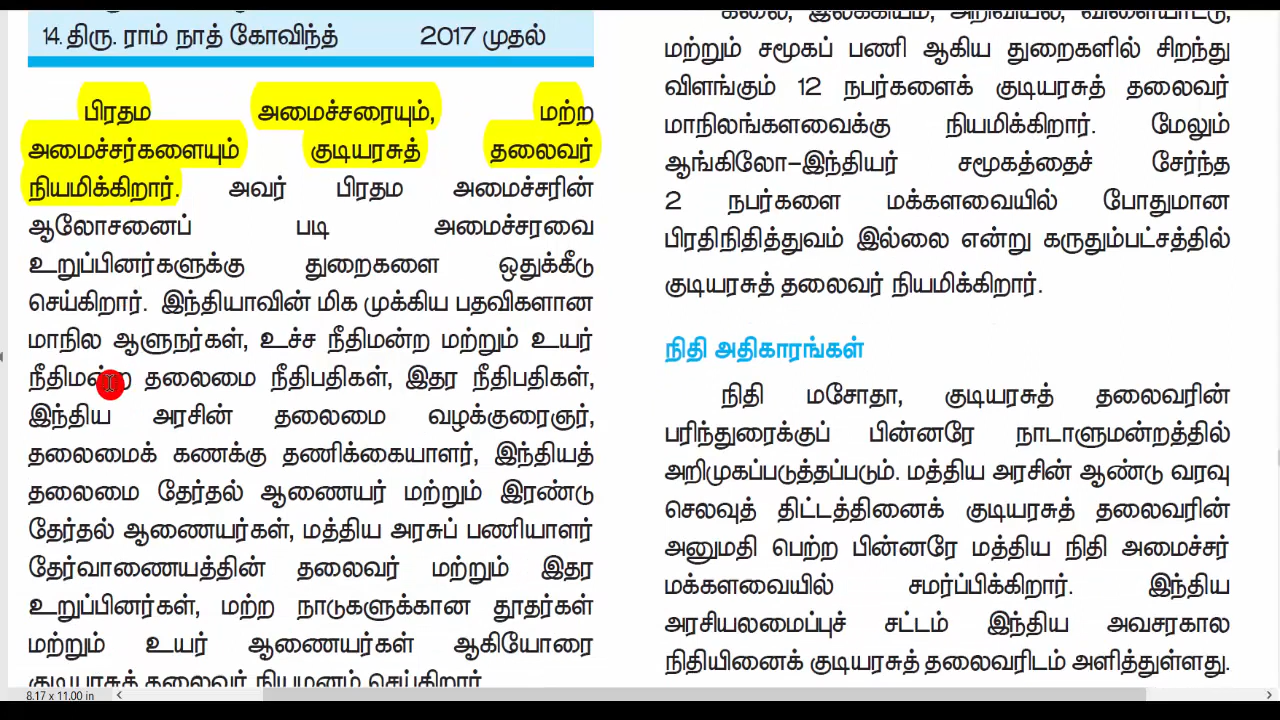 14. திரு. ராம் நாத் கோவிந்த் 2017 முதல்
பிரதம அமைச்சரையும், மற்ற
அமைச்சர்களையும் குடியரசுத் தலைவர்
நியமிக்கிறார். அவர் பிரதம அமைச்சரின்
ஆலோசனைப் படி அமைச்சரவை
உறுப்பினர்களுக்கு துறைகளை ஒதுக்கீடு
செய்கிறார். இந்தியாவின் மிக முக்கிய பதவிகளான
மாநில ஆளுநர்கள், உச்ச நீதிமன்ற மற்றும் உயர்
நீதிமன்ற தலைமை நீதிபதிகள், இதர நீதிபதிகள்,
இந்திய அரசின் தலைமை வழக்குரைஞர்,
தலைமைக் கணக்கு தணிக்கையாளர், இந்தியத்
தலைமை தேர்தல் ஆணையர் மற்றும் இரண்டு
தேர்தல் ஆணையர்கள், மத்திய அரசுப் பணியாளர்
தேர்வாணையத்தின் தலைவர் மற்றும் இதர
உறுப்பினர்கள், மற்ற நாடுகளுக்கான தூதர்கள்
மற்றும் உயர் ஆணையர்கள் ஆகியோரை
குடியரசுத் தலைவர் நியமனம் செய்கிறார்.
கலை, இலக்கியம், அறிவியல், விளையாட்டு,
மற்றும் சமூகப் பணி ஆகிய துறைகளில் சிறந்து
விளங்கும் 12 நபர்களைக் குடியரசுத் தலைவர்
மாநிலங்களவைக்கு நியமிக்கிறார். மேலும்
ஆங்கிலோ–இந்தியர் சமூகத்தைச் சேர்ந்த
2 நபர்களை மக்களவையில் போதுமான
பிரதிநிதித்துவம் இல்லை என்று கருதும்பட்சத்தில்
குடியரசுத் தலைவர் நியமிக்கிறார்.
நிதி அதிகாரங்கள்
நிதி மசோதா, குடியரசுத் தலைவரின்
பரிந்துரைக்குப் பின்னரே நாடாளுமன்றத்தில்
அறிமுகப்படுத்தப்படும். மத்திய அரசின் ஆண்டு வரவு
செலவுத் திட்டத்தினைக் குடியரசுத் தலைவரின்
அனுமதி பெற்ற பின்னரே மத்திய நிதி அமைச்சர்
மக்களவையில் சமர்ப்பிக்கிறார். இந்திய
அரசியலமைப்புச் சட்டம் இந்திய அவசரகால
நிதியினைக் குடியரசுத் தலைவரிடம் அளித்துள்ளது.
8.17 x 11.00 in